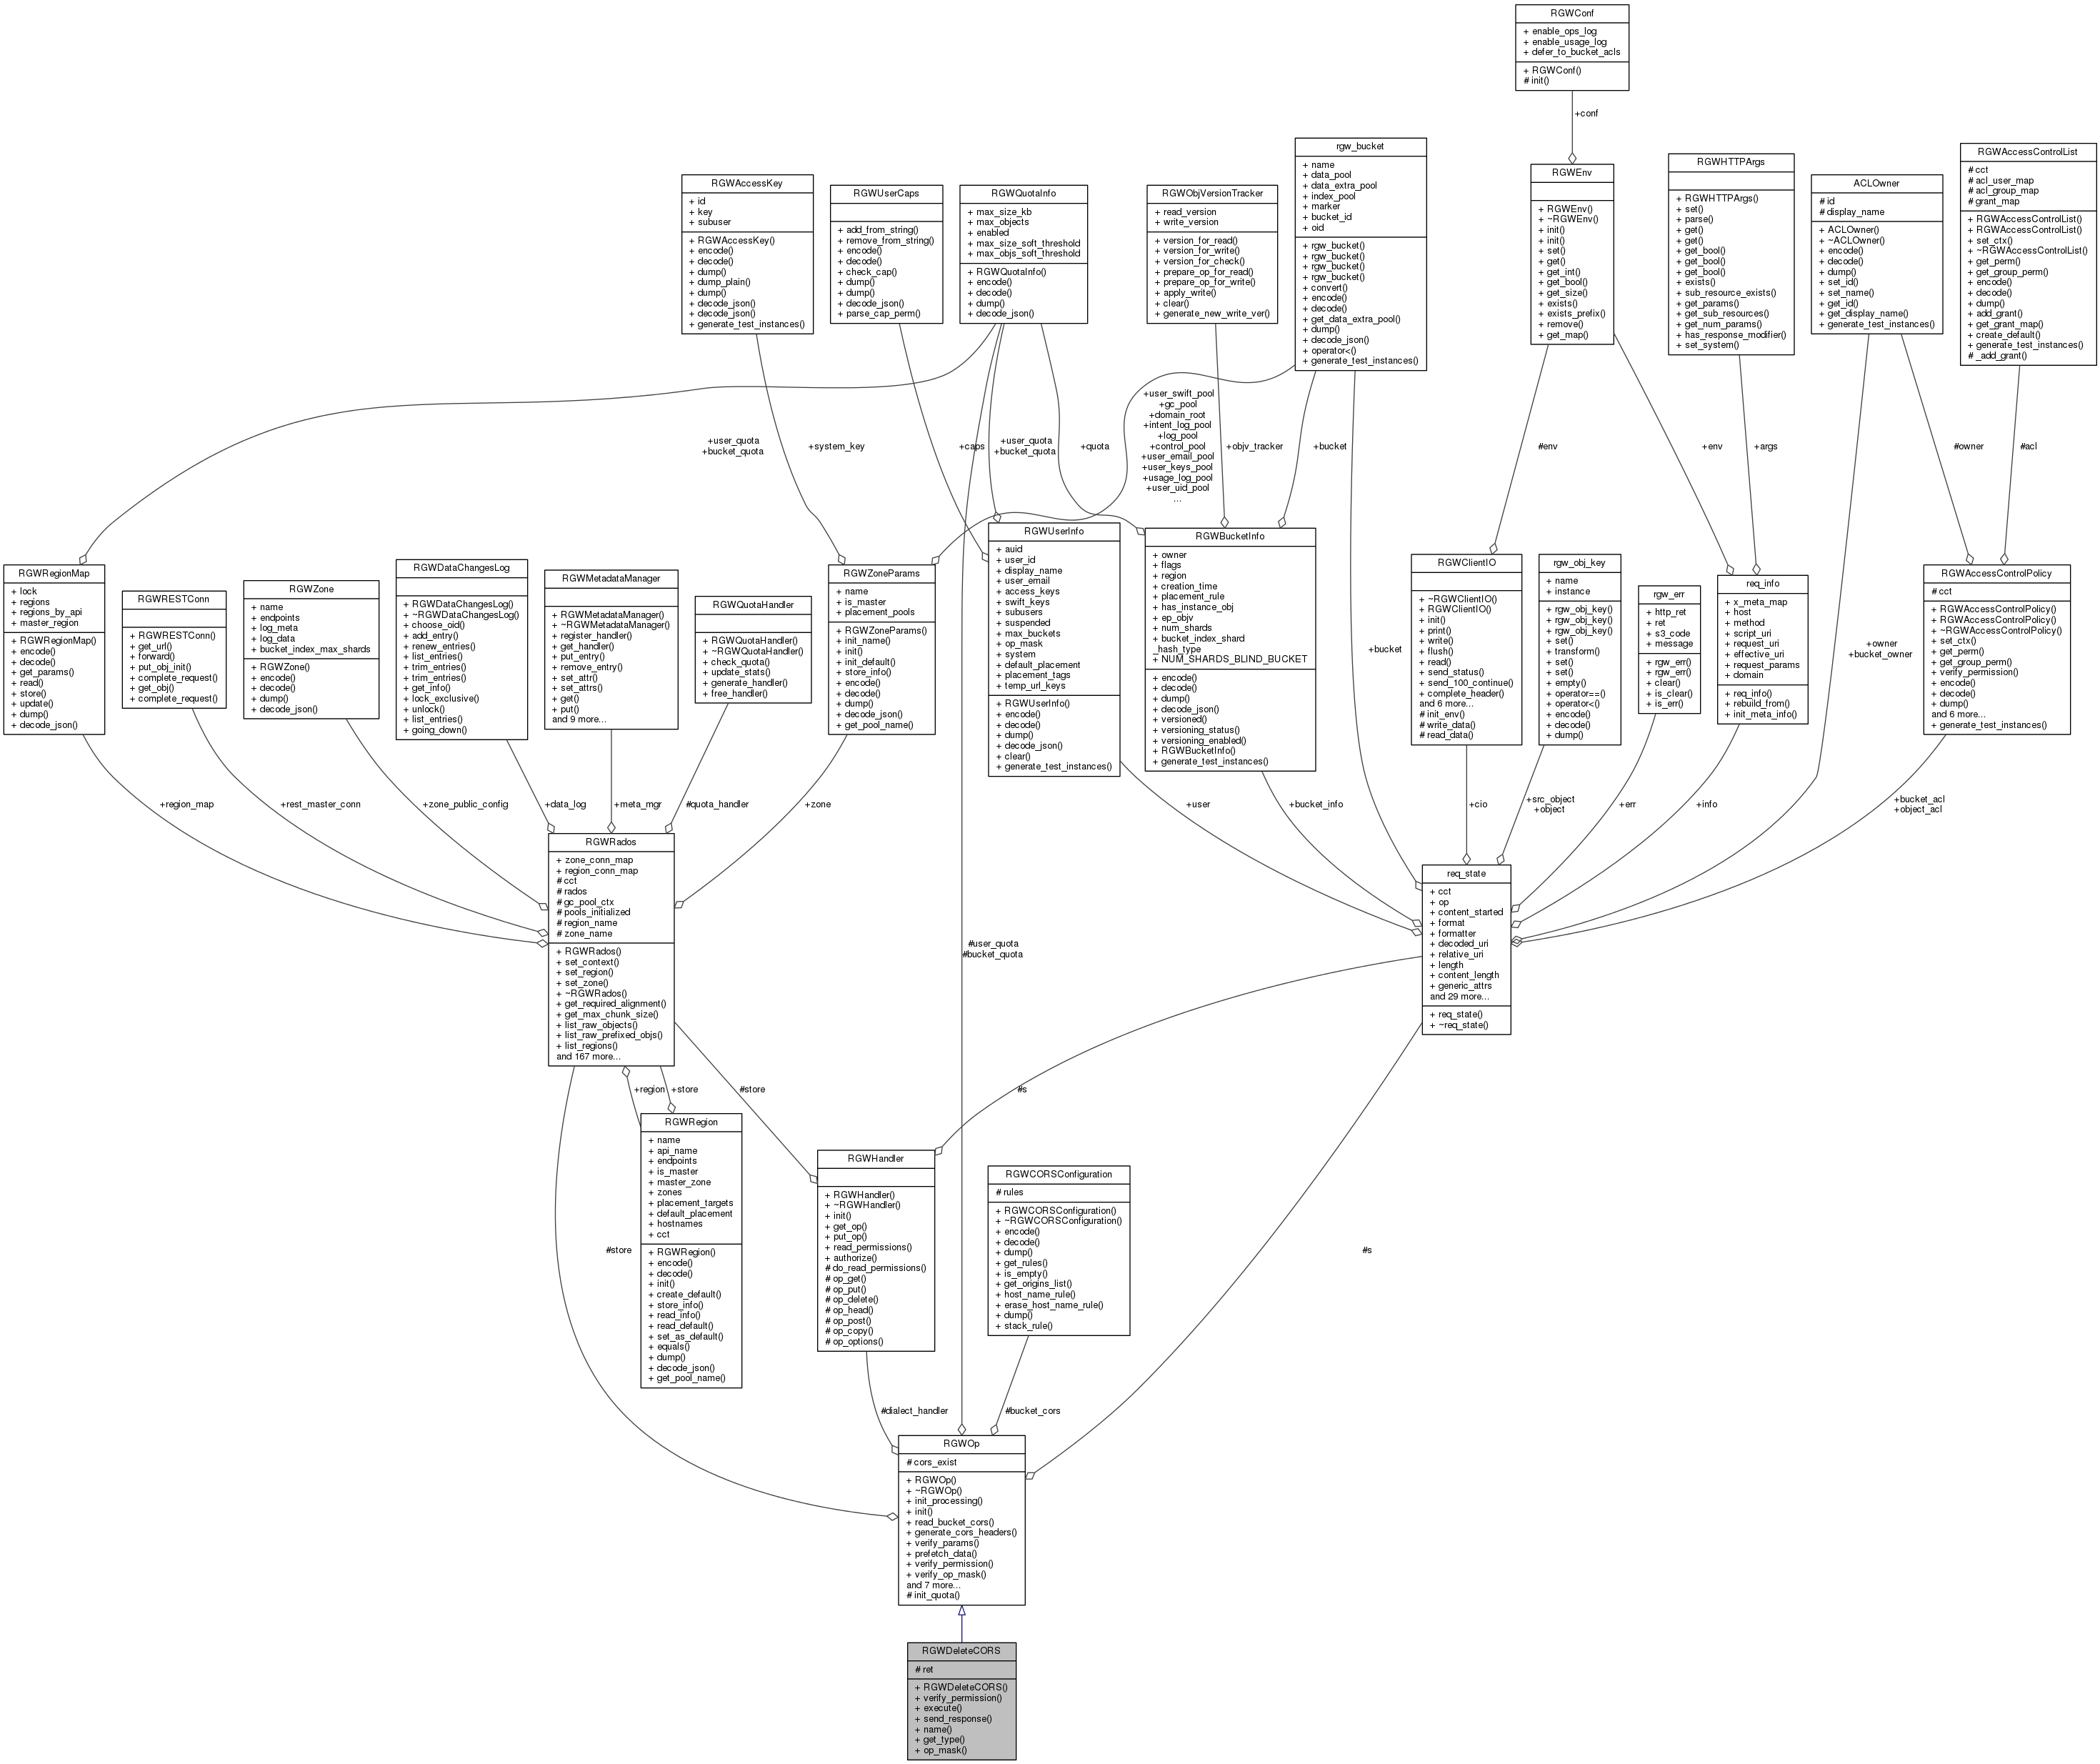 RGWConf
+ enable_ops_log
+ enable_usage_log
+ defer_to_bucket_acls
+ RGWConf()
# init()
+conf
RGWAccessKey
+ id
+ key
+ subuser
+ RGWAccessKey()
+ encode()
+ decode()
+ dump()
+ dump_plain()
+ dump()
+ decode_json()
+ decode_json()
+ generate_test_instances()
RGWUserCaps
+ add_from_string()
+ remove_from_string()
+ encode()
+ decode()
+ check_cap()
+ dump()
+ dump()
+ decode_json()
+ parse_cap_perm()
RGWQuotaInfo
+ max_size_kb
+ max_objects
+ enabled
+ max_size_soft_threshold
+ max_objs_soft_threshold
+ RGWQuotaInfo()
+ encode()
+ decode()
+ dump()
+ decode_json()
RGWObjVersionTracker
+ read_version
+ write_version
+ version_for_read()
+ version_for_write()
+ version_for_check()
+ prepare_op_for_read()
+ prepare_op_for_write()
+ apply_write()
+ clear()
+ generate_new_write_ver()
rgw_bucket
+ name
+ data_pool
+ data_extra_pool
+ index_pool
+ marker
+ bucket_id
+ oid
+ rgw_bucket()
+ rgw_bucket()
+ rgw_bucket()
+ rgw_bucket()
+ convert()
+ encode()
+ decode()
+ get_data_extra_pool()
+ dump()
+ decode_json()
+ operator<()
+ generate_test_instances()
RGWEnv
+ RGWEnv()
+ ~RGWEnv()
+ init()
+ init()
+ set()
+ get()
+ get_int()
+ get_bool()
+ get_size()
+ exists()
+ exists_prefix()
+ remove()
+ get_map()
RGWHTTPArgs
+ RGWHTTPArgs()
+ set()
+ parse()
+ get()
+ get()
+ get_bool()
+ get_bool()
+ get_bool()
+ exists()
+ sub_resource_exists()
+ get_params()
+ get_sub_resources()
+ get_num_params()
+ has_response_modifier()
+ set_system()
ACLOwner
# id
# display_name
+ ACLOwner()
+ ~ACLOwner()
+ encode()
+ decode()
+ dump()
+ set_id()
+ set_name()
+ get_id()
+ get_display_name()
+ generate_test_instances()
RGWAccessControlList
# cct
# acl_user_map
# acl_group_map
# grant_map
+ RGWAccessControlList()
+ RGWAccessControlList()
+ set_ctx()
+ ~RGWAccessControlList()
+ get_perm()
+ get_group_perm()
+ encode()
+ decode()
+ dump()
+ add_grant()
+ get_grant_map()
+ create_default()
+ generate_test_instances()
# _add_grant()
+user_quota
+bucket_quota
+system_key
+caps
+user_quota
+bucket_quota
+quota
+user_swift_pool
+gc_pool
+domain_root
+intent_log_pool
+log_pool
+control_pool
+user_email_pool
+user_keys_pool
+usage_log_pool
+user_uid_pool
...
+objv_tracker
+bucket
#env
+env
+args
#owner
#acl
RGWRegionMap
+ lock
+ regions
+ regions_by_api
+ master_region
+ RGWRegionMap()
+ encode()
+ decode()
+ get_params()
+ read()
+ store()
+ update()
+ dump()
+ decode_json()
RGWRESTConn
+ RGWRESTConn()
+ get_url()
+ forward()
+ put_obj_init()
+ complete_request()
+ get_obj()
+ complete_request()
RGWZone
+ name
+ endpoints
+ log_meta
+ log_data
+ bucket_index_max_shards
+ RGWZone()
+ encode()
+ decode()
+ dump()
+ decode_json()
RGWDataChangesLog
+ RGWDataChangesLog()
+ ~RGWDataChangesLog()
+ choose_oid()
+ add_entry()
+ renew_entries()
+ list_entries()
+ trim_entries()
+ trim_entries()
+ get_info()
+ lock_exclusive()
+ unlock()
+ list_entries()
+ going_down()
RGWMetadataManager
+ RGWMetadataManager()
+ ~RGWMetadataManager()
+ register_handler()
+ get_handler()
+ put_entry()
+ remove_entry()
+ set_attr()
+ set_attrs()
+ get()
+ put()
and 9 more...
RGWQuotaHandler
+ RGWQuotaHandler()
+ ~RGWQuotaHandler()
+ check_quota()
+ update_stats()
+ generate_handler()
+ free_handler()
RGWZoneParams
+ name
+ is_master
+ placement_pools
+ RGWZoneParams()
+ init_name()
+ init()
+ init_default()
+ store_info()
+ encode()
+ decode()
+ dump()
+ decode_json()
+ get_pool_name()
RGWUserInfo
+ auid
+ user_id
+ display_name
+ user_email
+ access_keys
+ swift_keys
+ subusers
+ suspended
+ max_buckets
+ op_mask
+ system
+ default_placement
+ placement_tags
+ temp_url_keys
+ RGWUserInfo()
+ encode()
+ decode()
+ dump()
+ decode_json()
+ clear()
+ generate_test_instances()
RGWBucketInfo
+ owner
+ flags
+ region
+ creation_time
+ placement_rule
+ has_instance_obj
+ ep_objv
+ num_shards
+ bucket_index_shard
_hash_type
+ NUM_SHARDS_BLIND_BUCKET
+ encode()
+ decode()
+ dump()
+ decode_json()
+ versioned()
+ versioning_status()
+ versioning_enabled()
+ RGWBucketInfo()
+ generate_test_instances()
+bucket
RGWClientIO
+ ~RGWClientIO()
+ RGWClientIO()
+ init()
+ print()
+ write()
+ flush()
+ read()
+ send_status()
+ send_100_continue()
+ complete_header()
and 6 more...
# init_env()
# write_data()
# read_data()
rgw_obj_key
+ name
+ instance
+ rgw_obj_key()
+ rgw_obj_key()
+ rgw_obj_key()
+ set()
+ transform()
+ set()
+ set()
+ empty()
+ operator==()
+ operator<()
+ encode()
+ decode()
+ dump()
rgw_err
+ http_ret
+ ret
+ s3_code
+ message
+ rgw_err()
+ rgw_err()
+ clear()
+ is_clear()
+ is_err()
req_info
+ x_meta_map
+ host
+ method
+ script_uri
+ request_uri
+ effective_uri
+ request_params
+ domain
+ req_info()
+ rebuild_from()
+ init_meta_info()
+owner
+bucket_owner
RGWAccessControlPolicy
# cct
+ RGWAccessControlPolicy()
+ RGWAccessControlPolicy()
+ ~RGWAccessControlPolicy()
+ set_ctx()
+ get_perm()
+ get_group_perm()
+ verify_permission()
+ encode()
+ decode()
+ dump()
and 6 more...
+ generate_test_instances()
+region_map
+rest_master_conn
+zone_public_config
+data_log
+meta_mgr
#quota_handler
+zone
+user
+bucket_info
+cio
+src_object
+object
+err
+info
+bucket_acl
+object_acl
RGWRados
+ zone_conn_map
+ region_conn_map
# cct
# rados
# gc_pool_ctx
# pools_initialized
# region_name
# zone_name
+ RGWRados()
+ set_context()
+ set_region()
+ set_zone()
+ ~RGWRados()
+ get_required_alignment()
+ get_max_chunk_size()
+ list_raw_objects()
+ list_raw_prefixed_objs()
+ list_regions()
and 167 more...
#user_quota
#bucket_quota
req_state
+ cct
+ op
+ content_started
+ format
+ formatter
+ decoded_uri
+ relative_uri
+ length
+ content_length
+ generic_attrs
and 29 more...
+ req_state()
+ ~req_state()
+region
+store
#store
#s
RGWRegion
+ name
+ api_name
+ endpoints
+ is_master
+ master_zone
+ zones
+ placement_targets
+ default_placement
+ hostnames
+ cct
+ RGWRegion()
+ encode()
+ decode()
+ init()
+ create_default()
+ store_info()
+ read_info()
+ read_default()
+ set_as_default()
+ equals()
+ dump()
+ decode_json()
+ get_pool_name()
RGWHandler
+ RGWHandler()
+ ~RGWHandler()
+ init()
+ get_op()
+ put_op()
+ read_permissions()
+ authorize()
# do_read_permissions()
# op_get()
# op_put()
# op_delete()
# op_head()
# op_post()
# op_copy()
# op_options()
RGWCORSConfiguration
# rules
+ RGWCORSConfiguration()
+ ~RGWCORSConfiguration()
+ encode()
+ decode()
+ dump()
+ get_rules()
+ is_empty()
+ get_origins_list()
+ host_name_rule()
+ erase_host_name_rule()
+ dump()
+ stack_rule()
#store
#s
#dialect_handler
#bucket_cors
RGWOp
# cors_exist
+ RGWOp()
+ ~RGWOp()
+ init_processing()
+ init()
+ read_bucket_cors()
+ generate_cors_headers()
+ verify_params()
+ prefetch_data()
+ verify_permission()
+ verify_op_mask()
and 7 more...
# init_quota()
RGWDeleteCORS
# ret
+ RGWDeleteCORS()
+ verify_permission()
+ execute()
+ send_response()
+ name()
+ get_type()
+ op_mask()